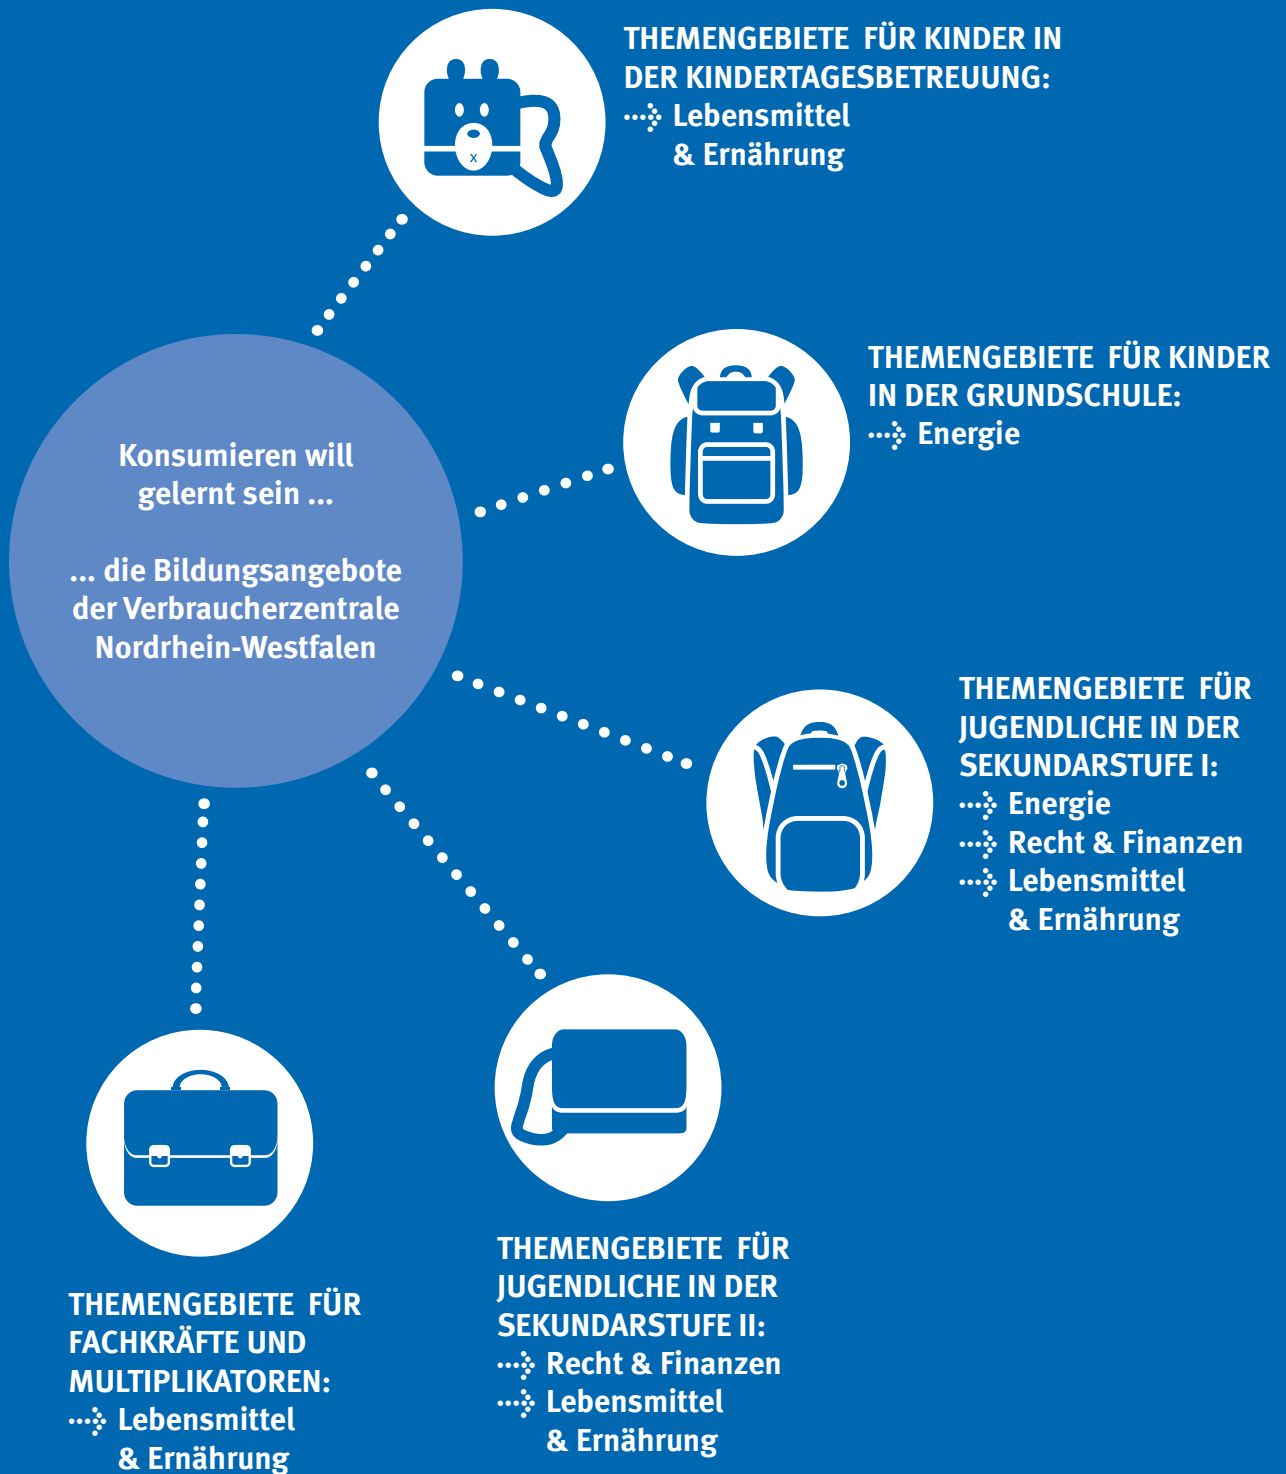 THEMENGEBIETE FÜR KINDER IN
DER KINDERTAGESBETREUUNG:
Lebensmittel
& Ernährung
x
THEMENGEBIETE FÜR KINDER
IN DER GRUNDSCHULE:
Energie
Konsumieren will
gelernt sein ...
... die Bildungsangebote
der Verbraucherzentrale
Nordrhein-Westfalen
THEMENGEBIETE FÜR
JUGENDLICHE IN DER
SEKUNDARSTUFE I:
Energie
Recht & Finanzen
Lebensmittel
& Ernährung
THEMENGEBIETE FÜR
JUGENDLICHE IN DER
SEKUNDARSTUFE II:
Recht & Finanzen
Lebensmittel
& Ernährung
THEMENGEBIETE FÜR
FACHKRÄFTE UND
MULTIPLIKATOREN:
Lebensmittel
& Ernährung